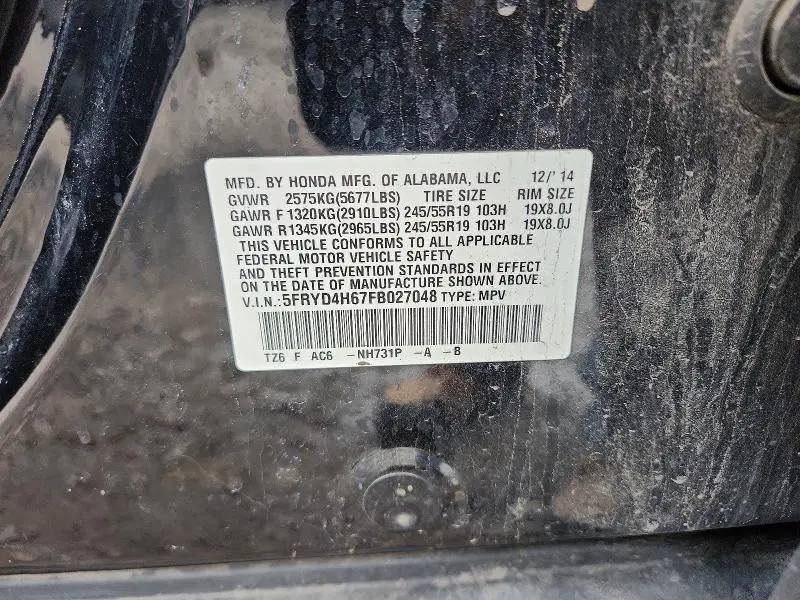 MFD. BY HONDA MFG. OF ALABAMA, LLC 12/'14
GVWR 2575KG(5677LBS) TIRE SIZE RIM SIZE
GAWR F 1320KG(2910LBS) 245/55R19 103H 19X8.0J
GAWR R 1345KG(2965LBS) 245/55R19 103H 19X8.0J
THIS VEHICLE CONFORMS TO ALL APPLICABLE
FEDERAL MOTOR VEHICLE SAFETY
AND THEFT PREVENTION STANDARDS IN EFFECT
ON THE DATE OF MANUFACTURE SHOWN ABOVE.
V.I.N.: 5FRYD4H67FB027048 TYPE: MPV
TZ6 F AC6 -NH731P -A -B